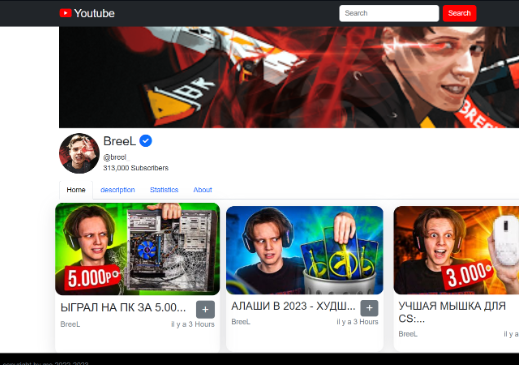 Youtube
Search
Search
BreeL
@breel
313,000 Subscribers
Home
description
Statistics
About
5.000
3.000
ЫГРАЛ НА ПК ЗА 5.00...
+
BreeL
il y a 3 Hours
АЛАШИ В 2023 - ХУДШ...
+
BreeL
il y a 3 Hours
УЧШАЯ МЫШКА ДЛЯ
CS:...
BreeL
il y a
copyright by me 2022-2023